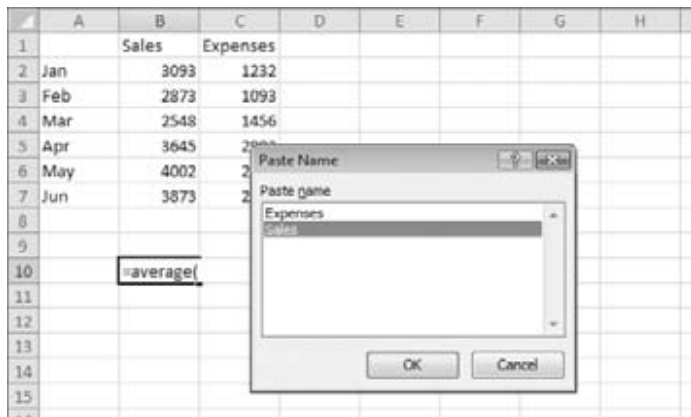 A B C D E F G H
1 Sales Expenses
2 Jan 3093 1232
3 Feb 2873 1093
4 Mar 2548 1456
5 Apr 3645
6 May 4002 2
7 Jun 3873 2
8
9
10 =average(
11
12
13
14
15
Paste Name
Paste name
Expenses
Sales
OK Cancel